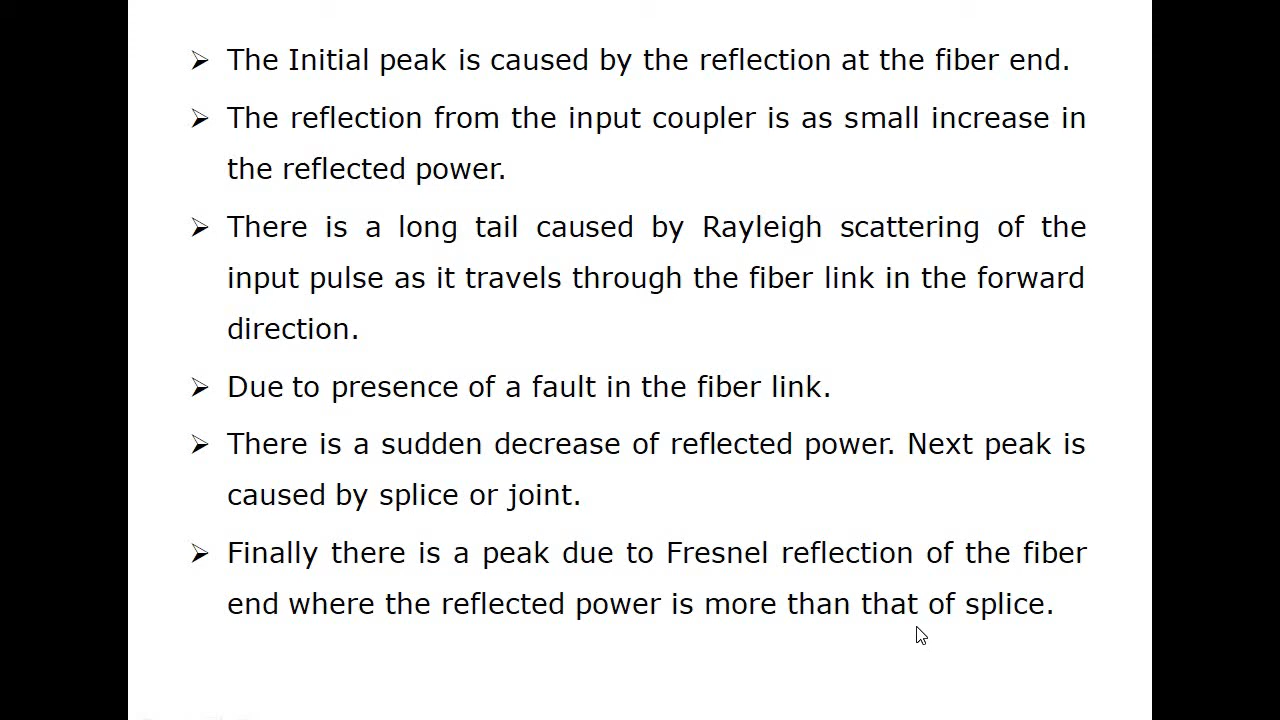 ➢ The Initial peak is caused by the reflection at the fiber end.
➢ The reflection from the input coupler is as small increase in
the reflected power.
➢ There is a long tail caused by Rayleigh scattering of the
input pulse as it travels through the fiber link in the forward
direction.
➢ Due to presence of a fault in the fiber link.
➢ There is a sudden decrease of reflected power. Next peak is
caused by splice or joint.
➢ Finally there is a peak due to Fresnel reflection of the fiber
end where the reflected power is more than that of splice.